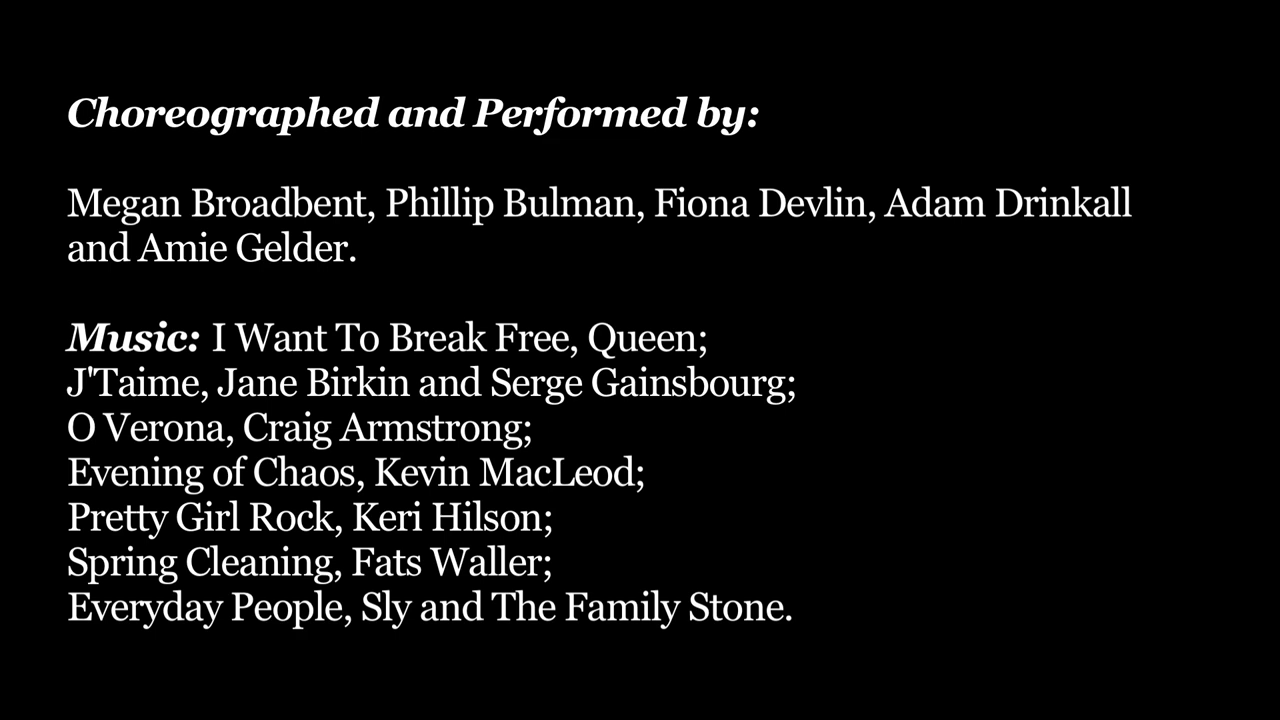 Choreographed and Performed by:
Megan Broadbent, Phillip Bulman, Fiona Devlin, Adam Drinkall
and Amie Gelder.
Music: I Want To Break Free, Queen;
J'Taime, Jane Birkin and Serge Gainsbourg;
O Verona, Craig Armstrong;
Evening of Chaos, Kevin MacLeod;
Pretty Girl Rock, Keri Hilson;
Spring Cleaning, Fats Waller;
Everyday People, Sly and The Family Stone.